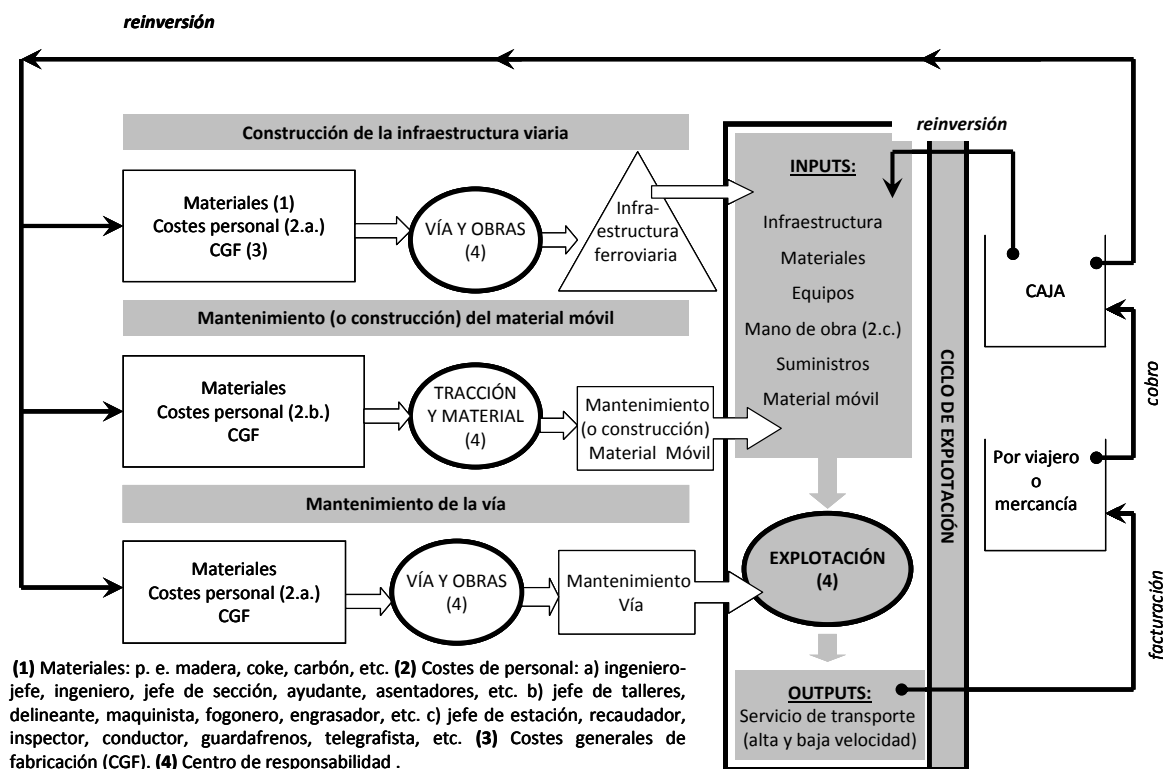 reinversión
Construcción de la infraestructura viaria
Materiales (1)
Costes personal (2.a.)
CGF (3)
VÍA Y OBRAS
(4)
Infra-
estructura
ferroviaria
Mantenimiento (o construcción) del material móvil
Materiales
Costes personal (2.b.)
CGF
TRACCIÓN
Y MATERIAL
(4)
Mantenimiento
(o construcción)
Material Móvil
Mantenimiento de la vía
Materiales
Costes personal (2.a.)
CGF
VÍA Y OBRAS
(4)
Mantenimiento
Vía
INPUTS:
Infraestructura
Materiales
Equipos
Mano de obra (2.c.)
Suministros
Material móvil
EXPLOTACIÓN
(4)
OUTPUTS:
Servicio de transporte
(alta y baja velocidad)
CICLO DE EXPLOTACIÓN
reinversión
CAJA
cobro
Por viajero
o
mercancía
facturación
(1) Materiales: p. e. madera, coke, carbón, etc. (2) Costes de personal: a) ingeniero-
jefe, ingeniero, jefe de sección, ayudante, asentadores, etc. b) jefe de talleres,
delineante, maquinista, fogonero, engrasador, etc. c) jefe de estación, recaudador,
inspector, conductor, guardafrenos, telegrafista, etc. (3) Costes generales de
fabricación (CGF). (4) Centro de responsabilidad .